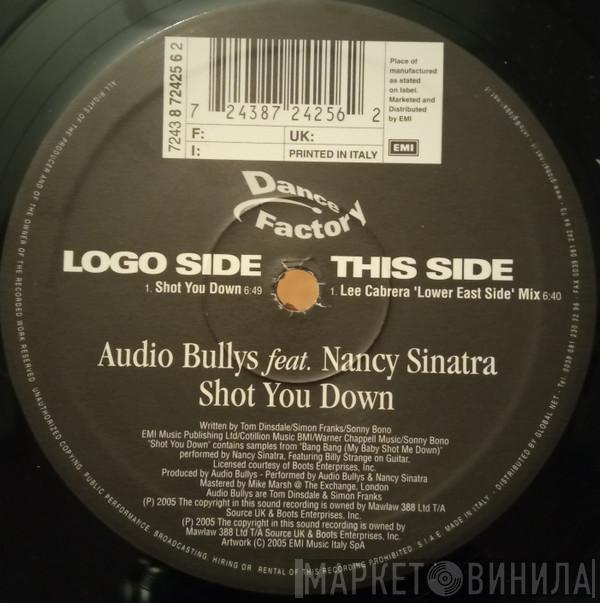 7243 8 72425 6 2
7 24387 24256 2
F:
UK:
I:
PRINTED IN ITALY
Place of
manufactured
as stated
on label.
Marketed and
Distributed
by EMI
EMI
Dance
Factory
LOGO SIDE
1. Shot You Down 6:49
THIS SIDE
1. Lee Cabrera 'Lower East Side' Mix 6:40
Audio Bullys feat. Nancy Sinatra
Shot You Down
Written by Tom Dinsdale/Simon Franks/Sonny Bono
EMI Music Publishing Ltd/Cotillion Music BMI/Warner Chappell Music/Sonny Bono
"Shot You Down" contains samples from "Bang Bang (My Baby Shot Me Down)"
performed by Nancy Sinatra, Featuring Billy Strange on Guitar.
Licensed courtesy of Boots Enterprises, Inc.
Produced by Audio Bullys - Performed by Audio Bullys & Nancy Sinatra
Mastered by Mike Marsh @ The Exchange, London
Audio Bullys are Tom Dinsdale & Simon Franks
(P) 2005 The copyright in this sound recording is owned by Mawlaw 388 Ltd T/A
Source UK & Boots Enterprises, Inc.
(P) 2005 The copyright in this sound recording is owned by
Mawlaw 388 Ltd T/A Source UK & Boots Enterprises, Inc.
Artwork (C) 2005 EMI Music Italy SpA
ALL RIGHTS OF THE PRODUCER AND OF THE OWNER OF THE RECORDED WORK RESERVED. UNAUTHORIZED COPYING, PUBLIC PERFORMANCE, BROADCASTING, HIRING OR RENTAL OF THIS RECORDING PROHIBITED. S.I.A.E. MADE IN ITALY. - DISTRIBUTED BY GLOBAL NET -
МАРКЕТ ВИНИЛА